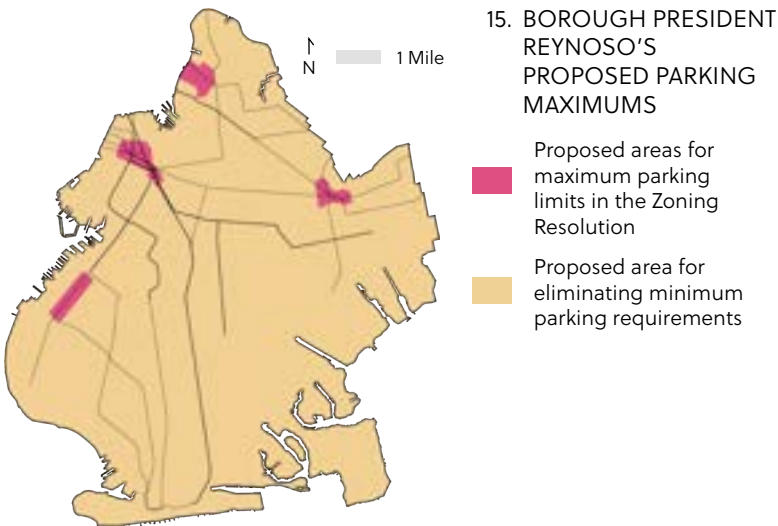 N
1 Mile
15. BOROUGH PRESIDENT
REYNOSO’S
PROPOSED PARKING
MAXIMUMS
Proposed areas for
maximum parking
limits in the Zoning
Resolution
Proposed area for
eliminating minimum
parking requirements